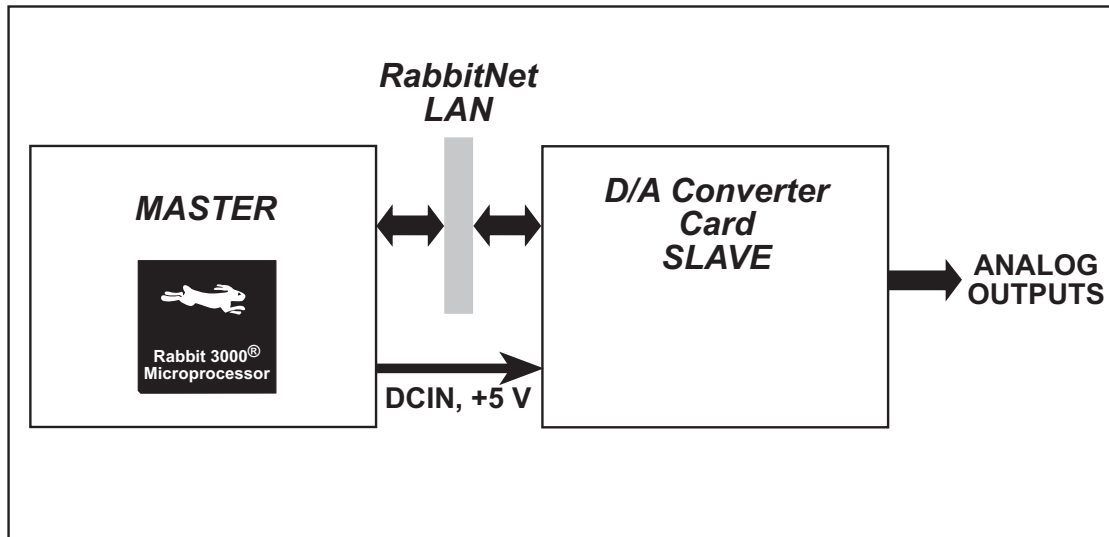 RabbitNet
LAN
MASTER
Rabbit 3000®
Microprocessor
DCIN, +5 V
D/A Converter
Card
SLAVE
ANALOG
OUTPUTS